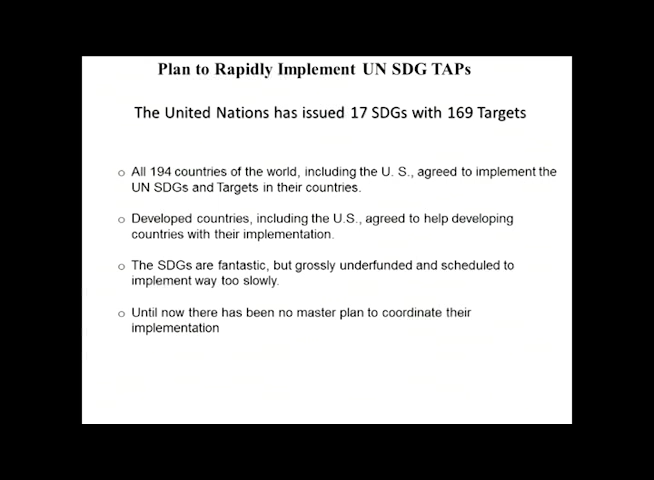 Plan to Rapidly Implement UN SDG TAPs
The United Nations has issued 17 SDGs with 169 Targets
o All 194 countries of the world, including the U. S., agreed to implement the
UN SDGs and Targets in their countries.
o Developed countries, including the U.S., agreed to help developing
countries with their implementation.
o The SDGs are fantastic, but grossly underfunded and scheduled to
implement way too slowly.
o Until now there has been no master plan to coordinate their
implementation